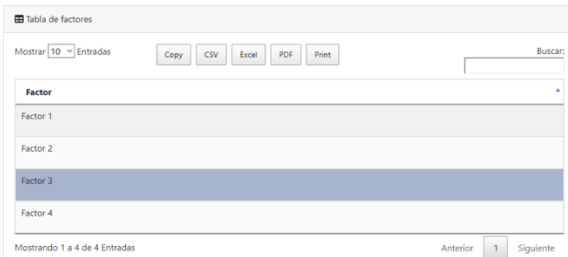 Tabla de factores
Mostrar 10 Entradas Copy CSV Excel PDF Print Buscar:
Factor
Factor 1
Factor 2
Factor 3
Factor 4
Mostrando 1 a 4 de 4 Entradas Anterior 1 Siguiente